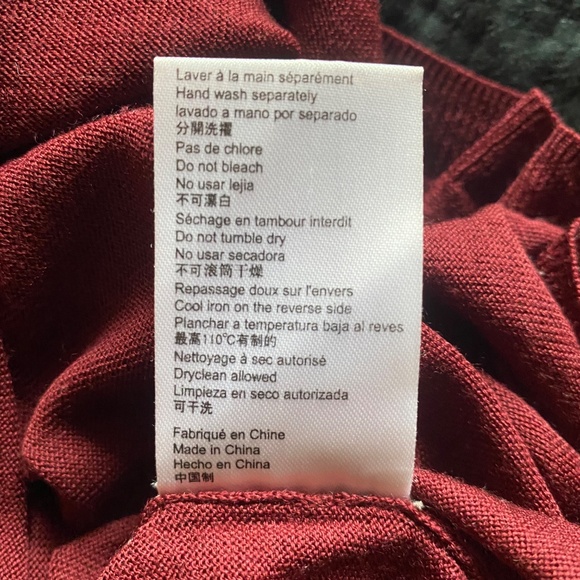 Laver à la main séparément
Hand wash separately
lavado a mano por separado
分開洗擢
Pas de chlore
Do not bleach
No usar lejia
不可漂白
Séchage en tambour interdit
Do not tumble dry
No usar secadora
不可滚筒干燥
Repassage doux sur l'envers
Cool iron on the reverse side
Planchar a temperatura baja al reves
最高110℃有制的
Nettoyage à sec autorisé
Dryclean allowed
Limpieza en seco autorizada
可干洗
Fabriqué en Chine
Made in China
Hecho en China
中国制